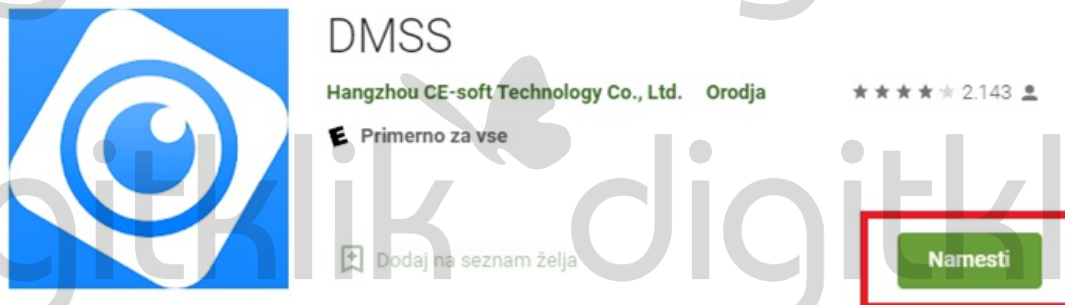 DMSS
Hangzhou CE-soft Technology Co., Ltd. Orodja 2.143
E Primerno za vse
gitklik digitkl
Dodaj na seznam želja
Namesti